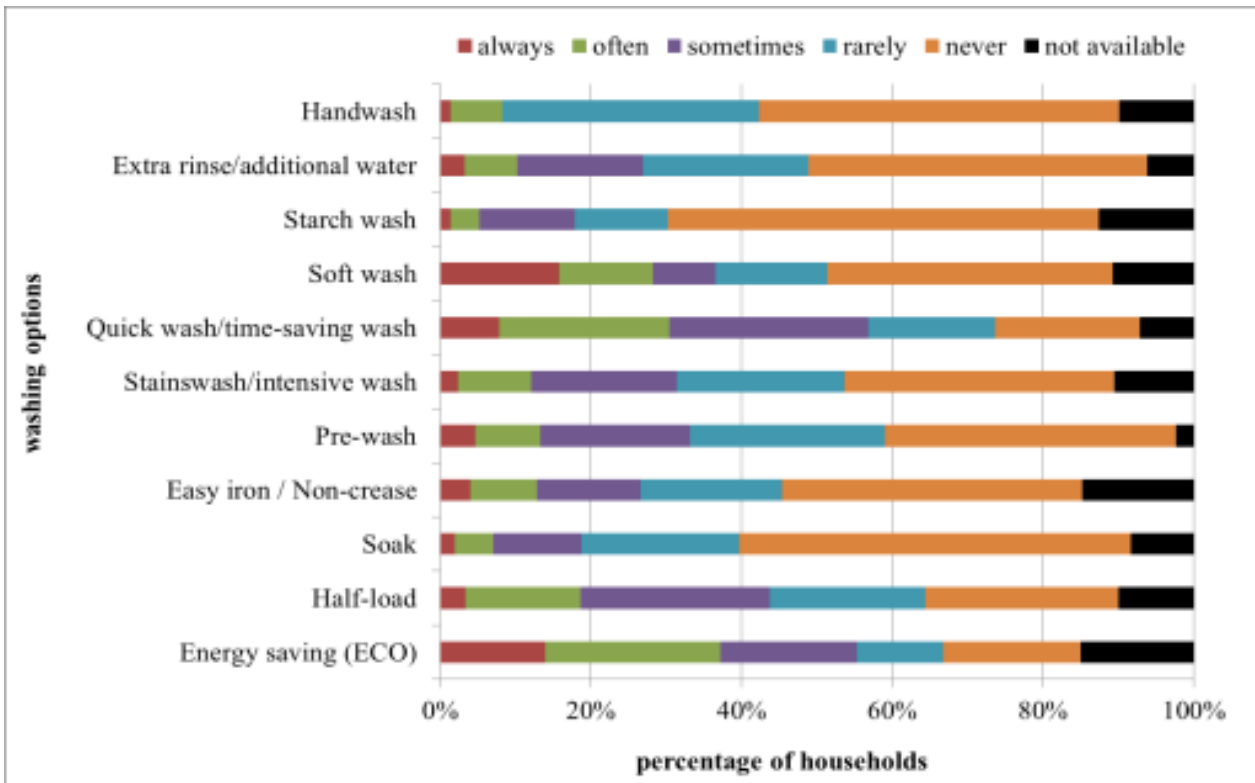 always often sometimes rarely never not available
Handwash
Extra rinse/additional water
Starch wash
Soft wash
Quick wash/time-saving wash
Stainswash/intensive wash
Pre-wash
Easy iron / Non-crease
Soak
Half-load
Energy saving (ECO)
washing options
0% 20% 40% 60% 80% 100%
percentage of households